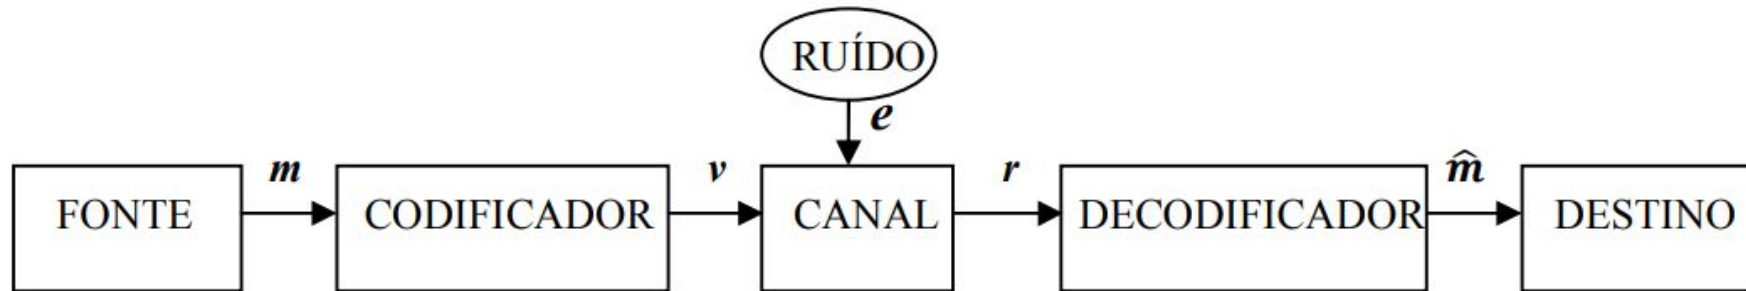 RUÍDO
e
m
v
r
m̂
FONTE
CODIFICADOR
CANAL
DECODIFICADOR
DESTINO